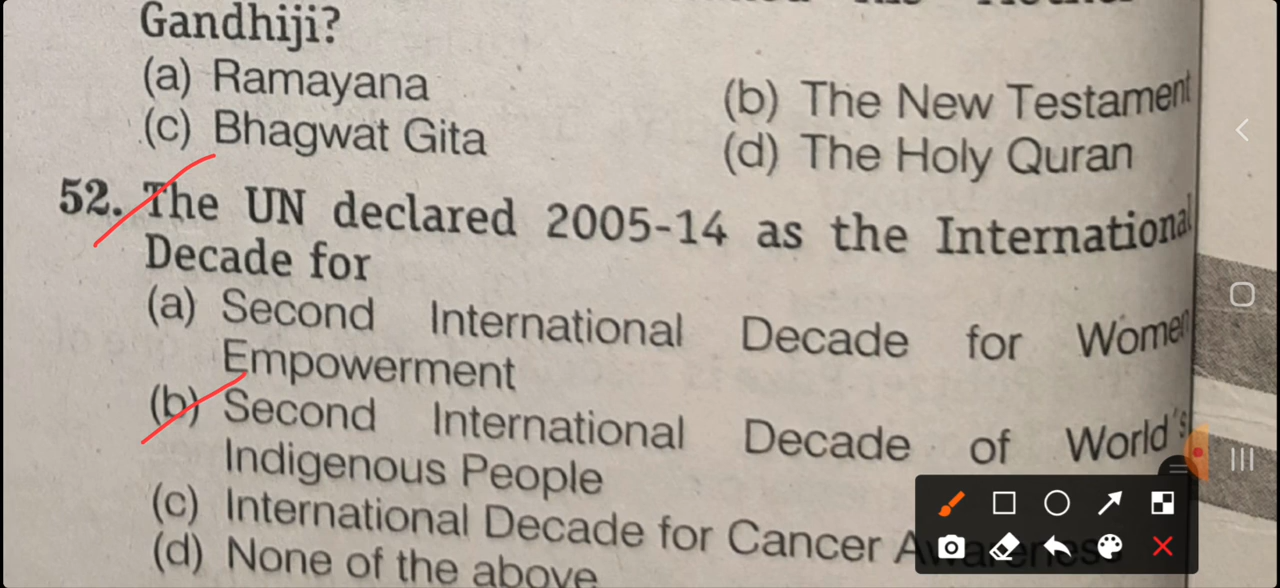 Gandhiji?
(a) Ramayana (b) The New Testament
(c) Bhagwat Gita (d) The Holy Quran
52. The UN declared 2005-14 as the International
Decade for
(a) Second International Decade for Women
Empowerment
(b) Second International Decade of World's
Indigenous People
(c) International Decade for Cancer Awareness
(d) None of the above